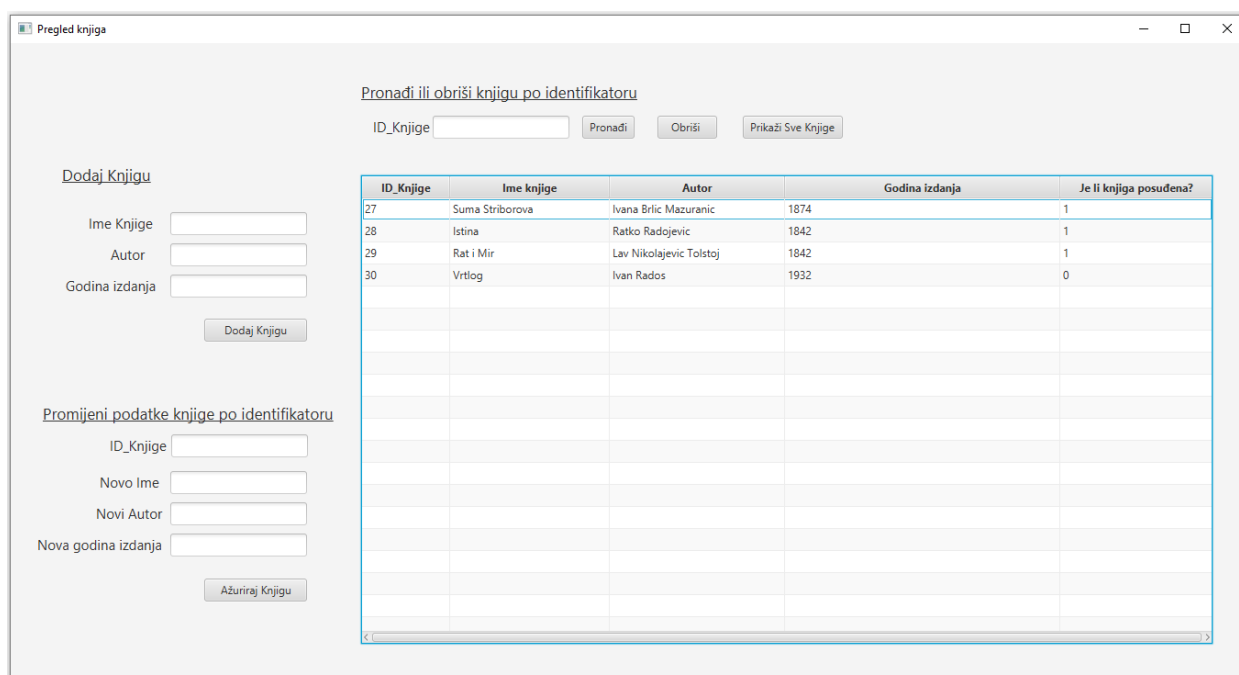 Pregled knjiga
Pronađi ili obriši knjigu po identifikatoru
ID_Knjige Pronađi Obriši Prikaži Sve Knjige
Dodaj Knjigu
Ime Knjige
Autor
Godina izdanja
Dodaj Knjigu
Promijeni podatke knjige po identifikatoru
ID_Knjige
Novo Ime
Novi Autor
Nova godina izdanja
Ažuriraj Knjigu
ID_Knjige Ime knjige Autor Godina izdanja Je li knjiga posuđena?
27 Suma Striborova Ivana Brlic Mazuranic 1874 1
28 Istina Ratko Radojevic 1842 1
29 Rat i Mir Lav Nikolajevic Tolstoj 1842 1
30 Vrtlog Ivan Rados 1932 0